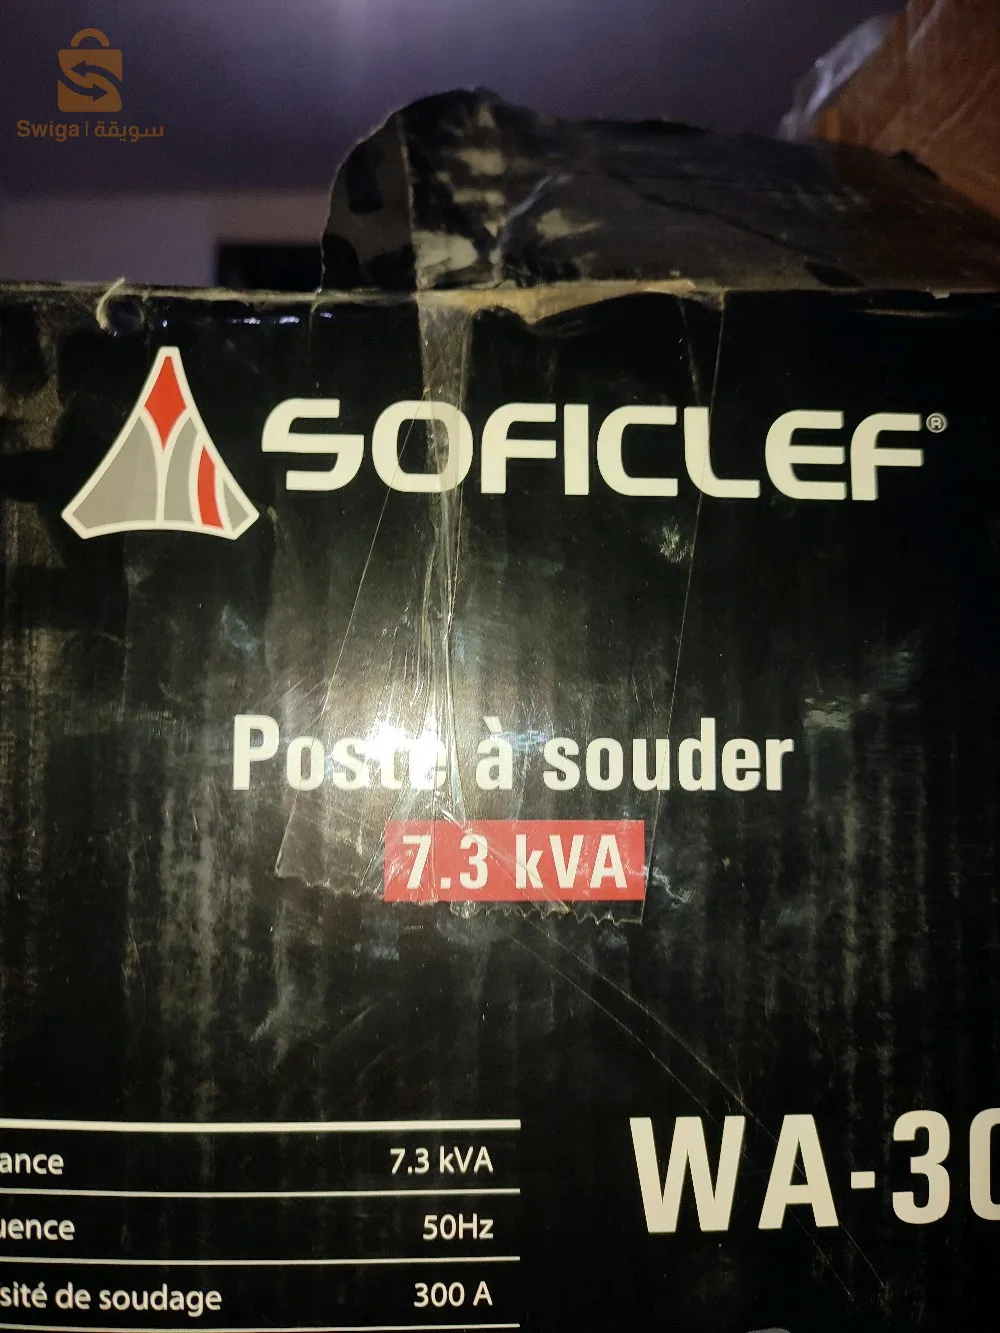 Swiga | سويقة
SOFICLEF®
Poste à souder
7.3 kVA
ance 7.3 kVA
uence 50Hz
sité de soudage 300 A
WA-30